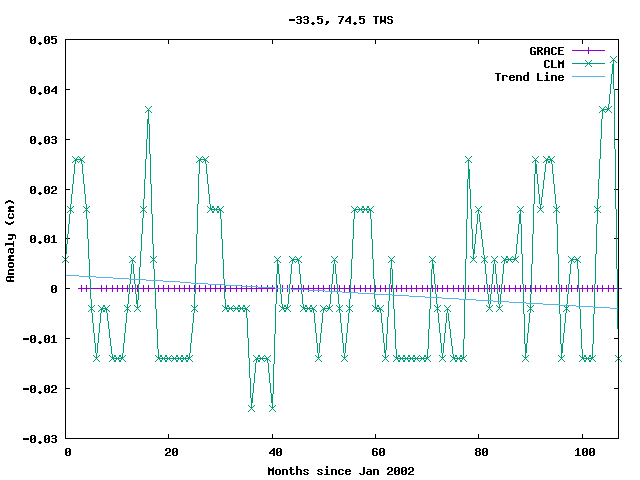 -33.5, 74.5 TWS
GRACE
CLM
Trend Line
0.05
0.04
0.03
0.02
0.01
0
-0.01
-0.02
-0.03
Anomaly (cm)
0 20 40 60 80 100
Months since Jan 2002